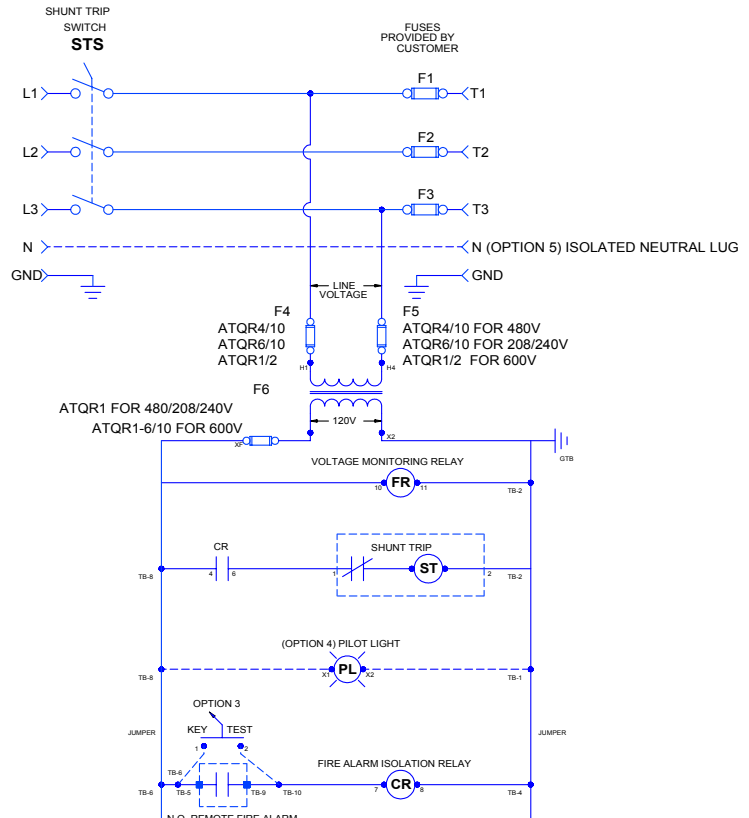 SHUNT TRIP
SWITCH
STS
FUSES
PROVIDED BY
CUSTOMER
F1
L1
T1
F2
L2
T2
F3
L3
T3
N
N (OPTION 5) ISOLATED NEUTRAL LUG
GND
GND
LINE
VOLTAGE
F4
F5
ATQR4/10
ATQR4/10 FOR 480V
ATQR6/10
ATQR6/10 FOR 208/240V
ATQR1/2
ATQR1/2 FOR 600V
H1
H4
F6
ATQR1 FOR 480/208/240V
ATQR1-6/10 FOR 600V
120V
XF
X2
GTB
VOLTAGE MONITORING RELAY
10
FR
11
TB-2
CR
SHUNT TRIP
4
6
1
ST
2
TB-8
TB-2
(OPTION 4) PILOT LIGHT
X1
PL
X2
TB-8
TB-1
OPTION 3
JUMPER
KEY
TEST
JUMPER
1
2
FIRE ALARM ISOLATION RELAY
TB-6
TB-6
TB-5
TB-9
TB-10
7
CR
8
TB-4
N.O. REMOTE FIRE ALARM